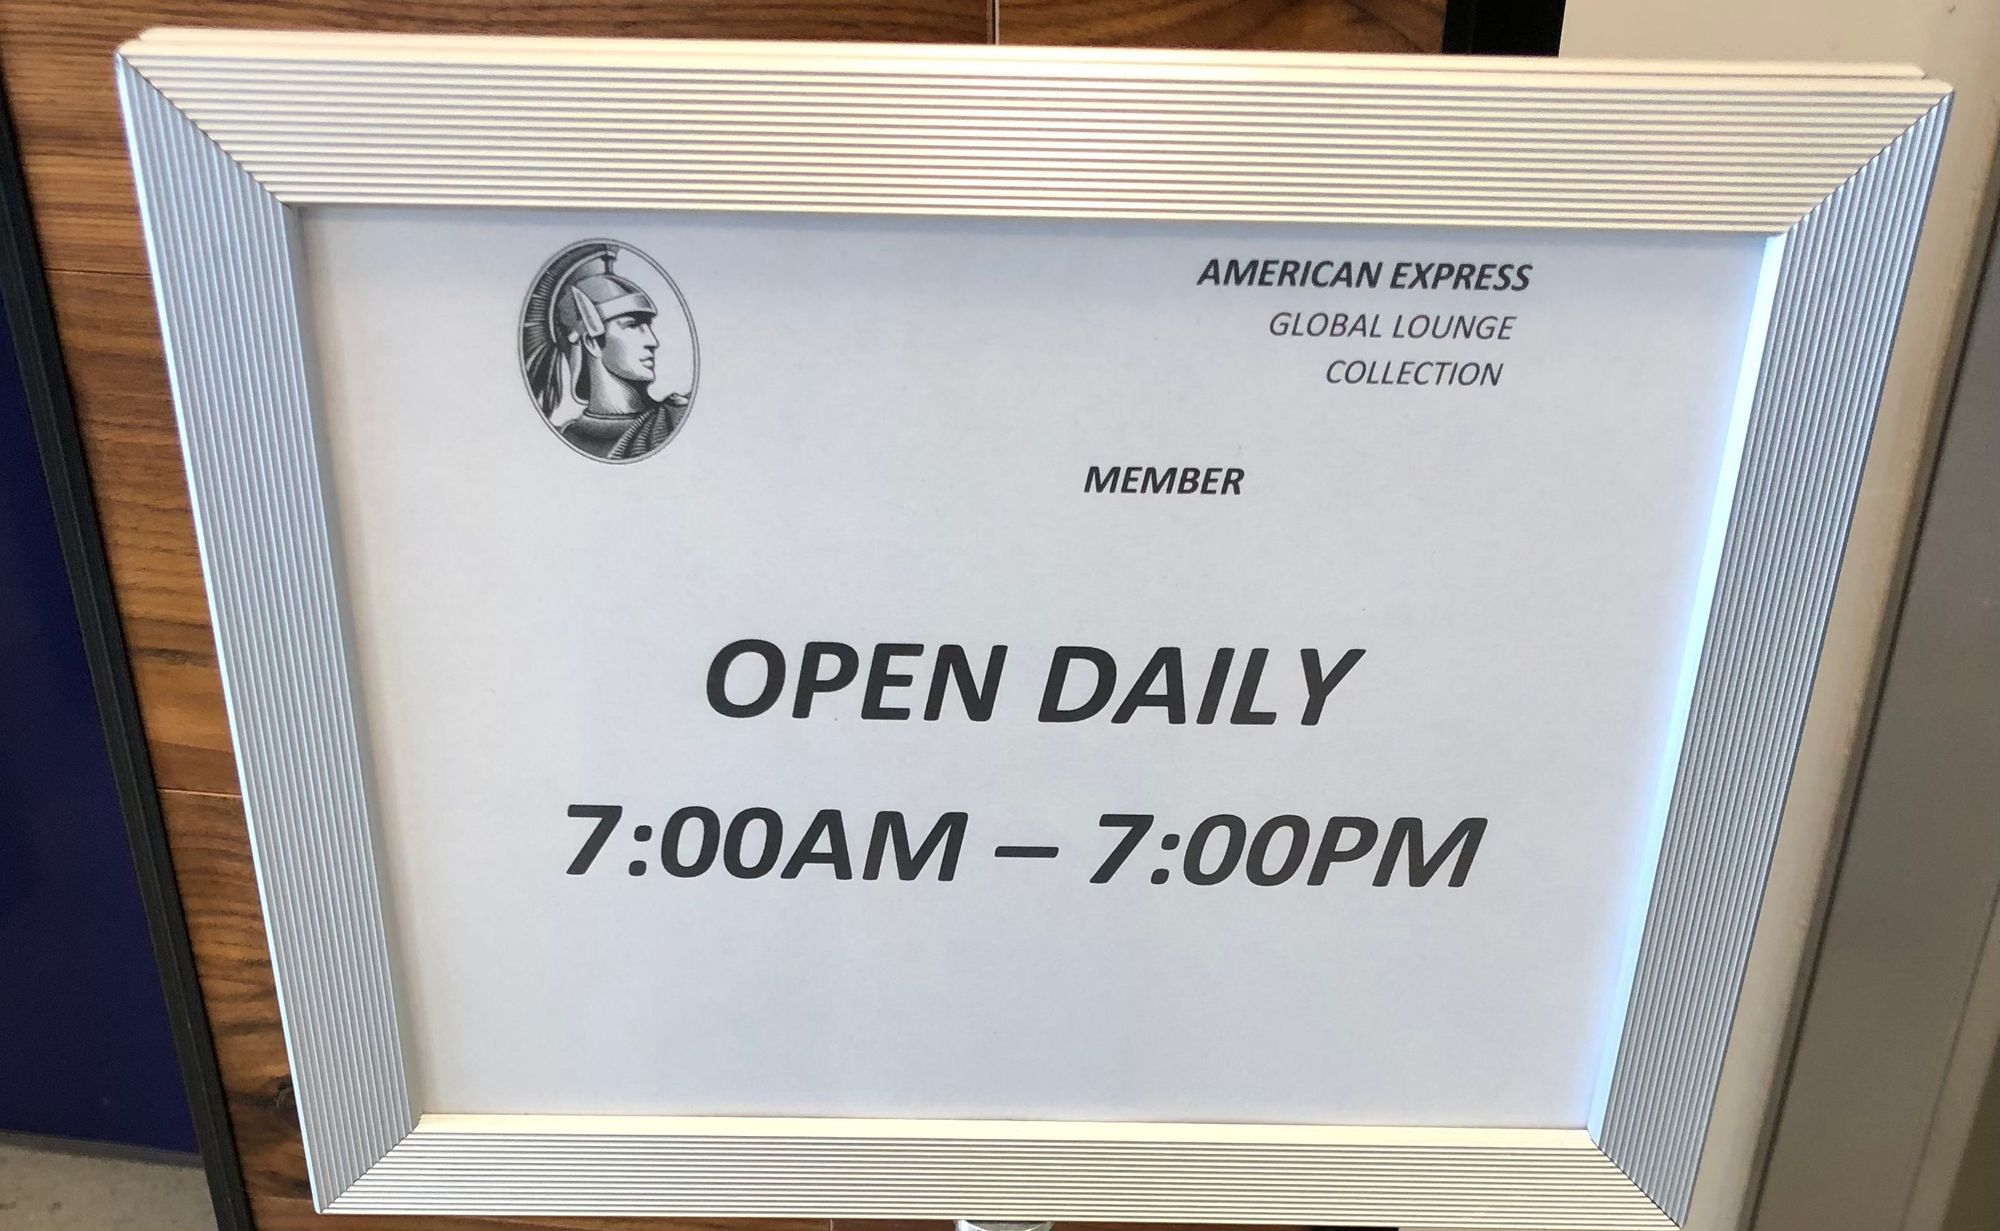 AMERICAN EXPRESS
GLOBAL LOUNGE
COLLECTION
MEMBER
OPEN DAILY
7:00AM – 7:00PM